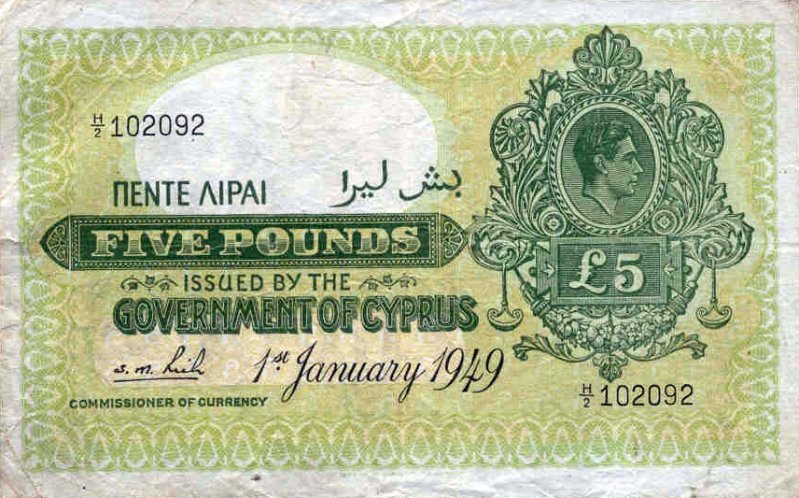 H/2 102092
ΠΕΝΤΕ ΛΙΡΑΙ بش ليرا
FIVE POUNDS
£5
ISSUED BY THE
GOVERNMENT OF CYPRUS
1st January 1949
COMMISSIONER OF CURRENCY
H/2 102092